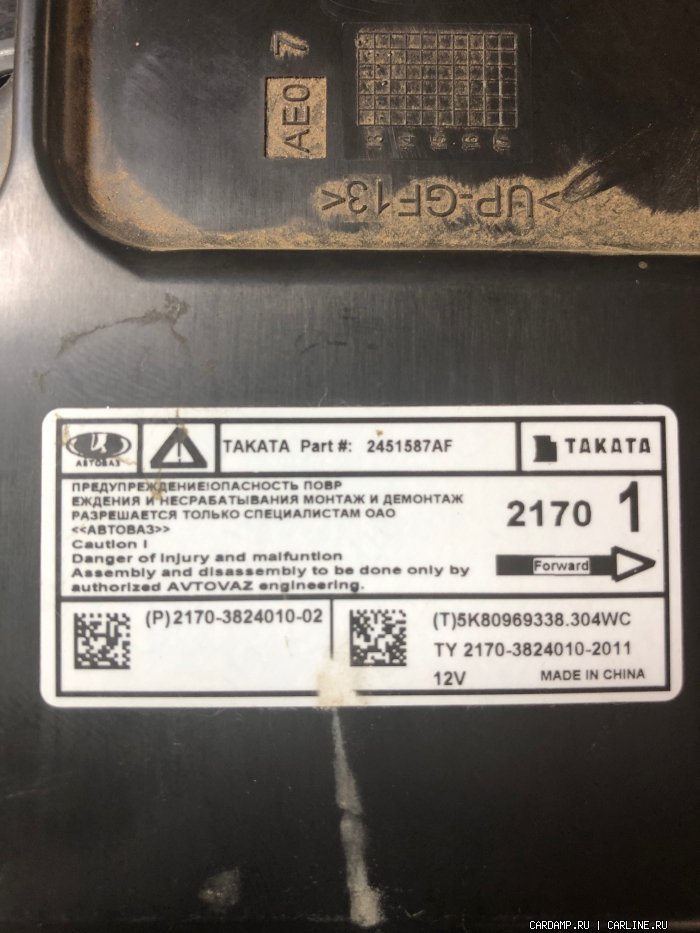 7
AE0
>UP-GF13<
АВТОВАЗ
TAKATA Part #: 2451587AF
TAKATA
ПРЕДУПРЕЖДЕНИЕ!ОПАСНОСТЬ ПОВР
ЕЖДЕНИЯ И НЕСРАБАТЫВАНИЯ МОНТАЖ И ДЕМОНТАЖ
РАЗРЕШАЕТСЯ ТОЛЬКО СПЕЦИАЛИСТАМ ОАО
<<АВТОВАЗ>>
Caution !
Danger of injury and malfuntion
Assembly and disassembly to be done only by
authorized AVTOVAZ engineering.
2170 1
Forward
(P)2170-3824010-02
(T)5K80969338.304WC
TY 2170-3824010-2011
12V
MADE IN CHINA
CARDAMP.RU | CARLINE.RU